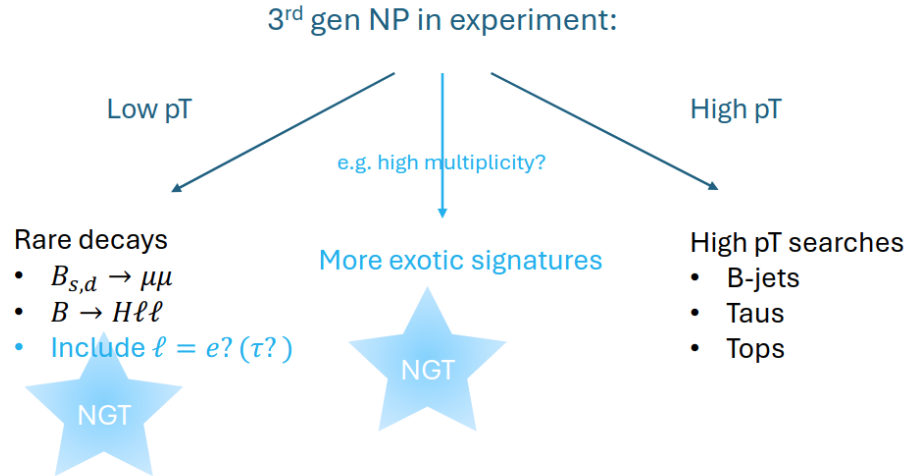 3rd gen NP in experiment:
Low pT
High pT
e.g. high multiplicity?
Rare decays
• B_{s,d} → μμ
• B → Hℓℓ
• Include ℓ = e? (τ?)
NGT
More exotic signatures
NGT
High pT searches
• B-jets
• Taus
• Tops